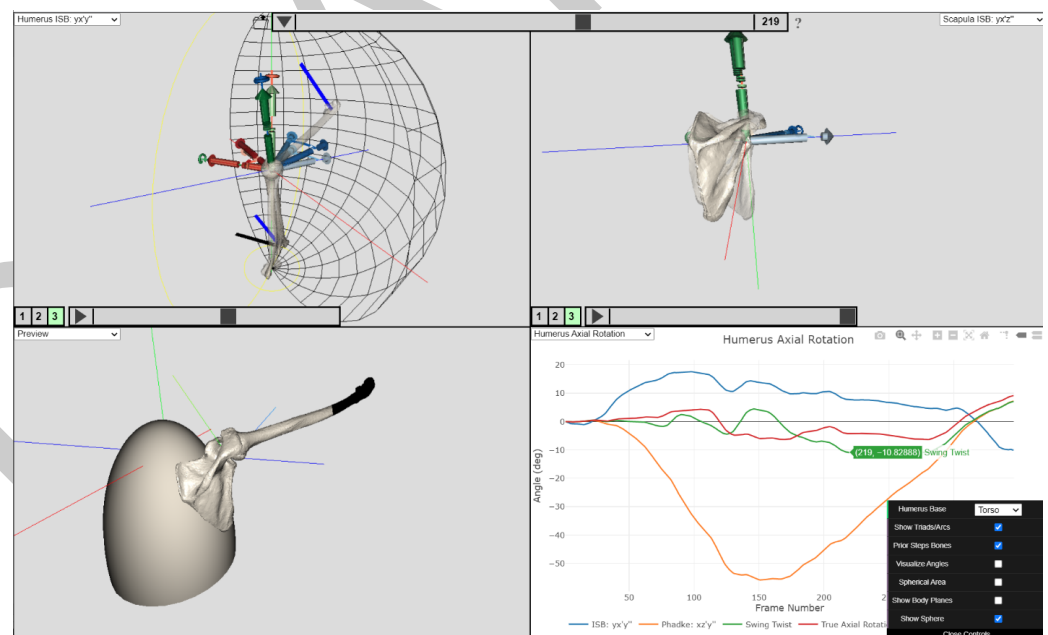 Humerus ISB: yx'y''
219
?
Scapula ISB: yx'z''
1 2 3
1 2 3
Preview
Humerus Axial Rotation
Humerus Axial Rotation
20
10
0
−10
−20
−30
−40
−50
Angle (deg)
(219, −10.82888) Swing Twist
50
100
150
200
2
Frame Number
ISB: yx'y''
Phadke: xz'y''
Swing Twist
True Axial Rotati
Humerus Base
Torso
Show Triads/Arcs
Prior Steps Bones
Visualize Angles
Spherical Area
Show Body Planes
Show Sphere
Close Controls